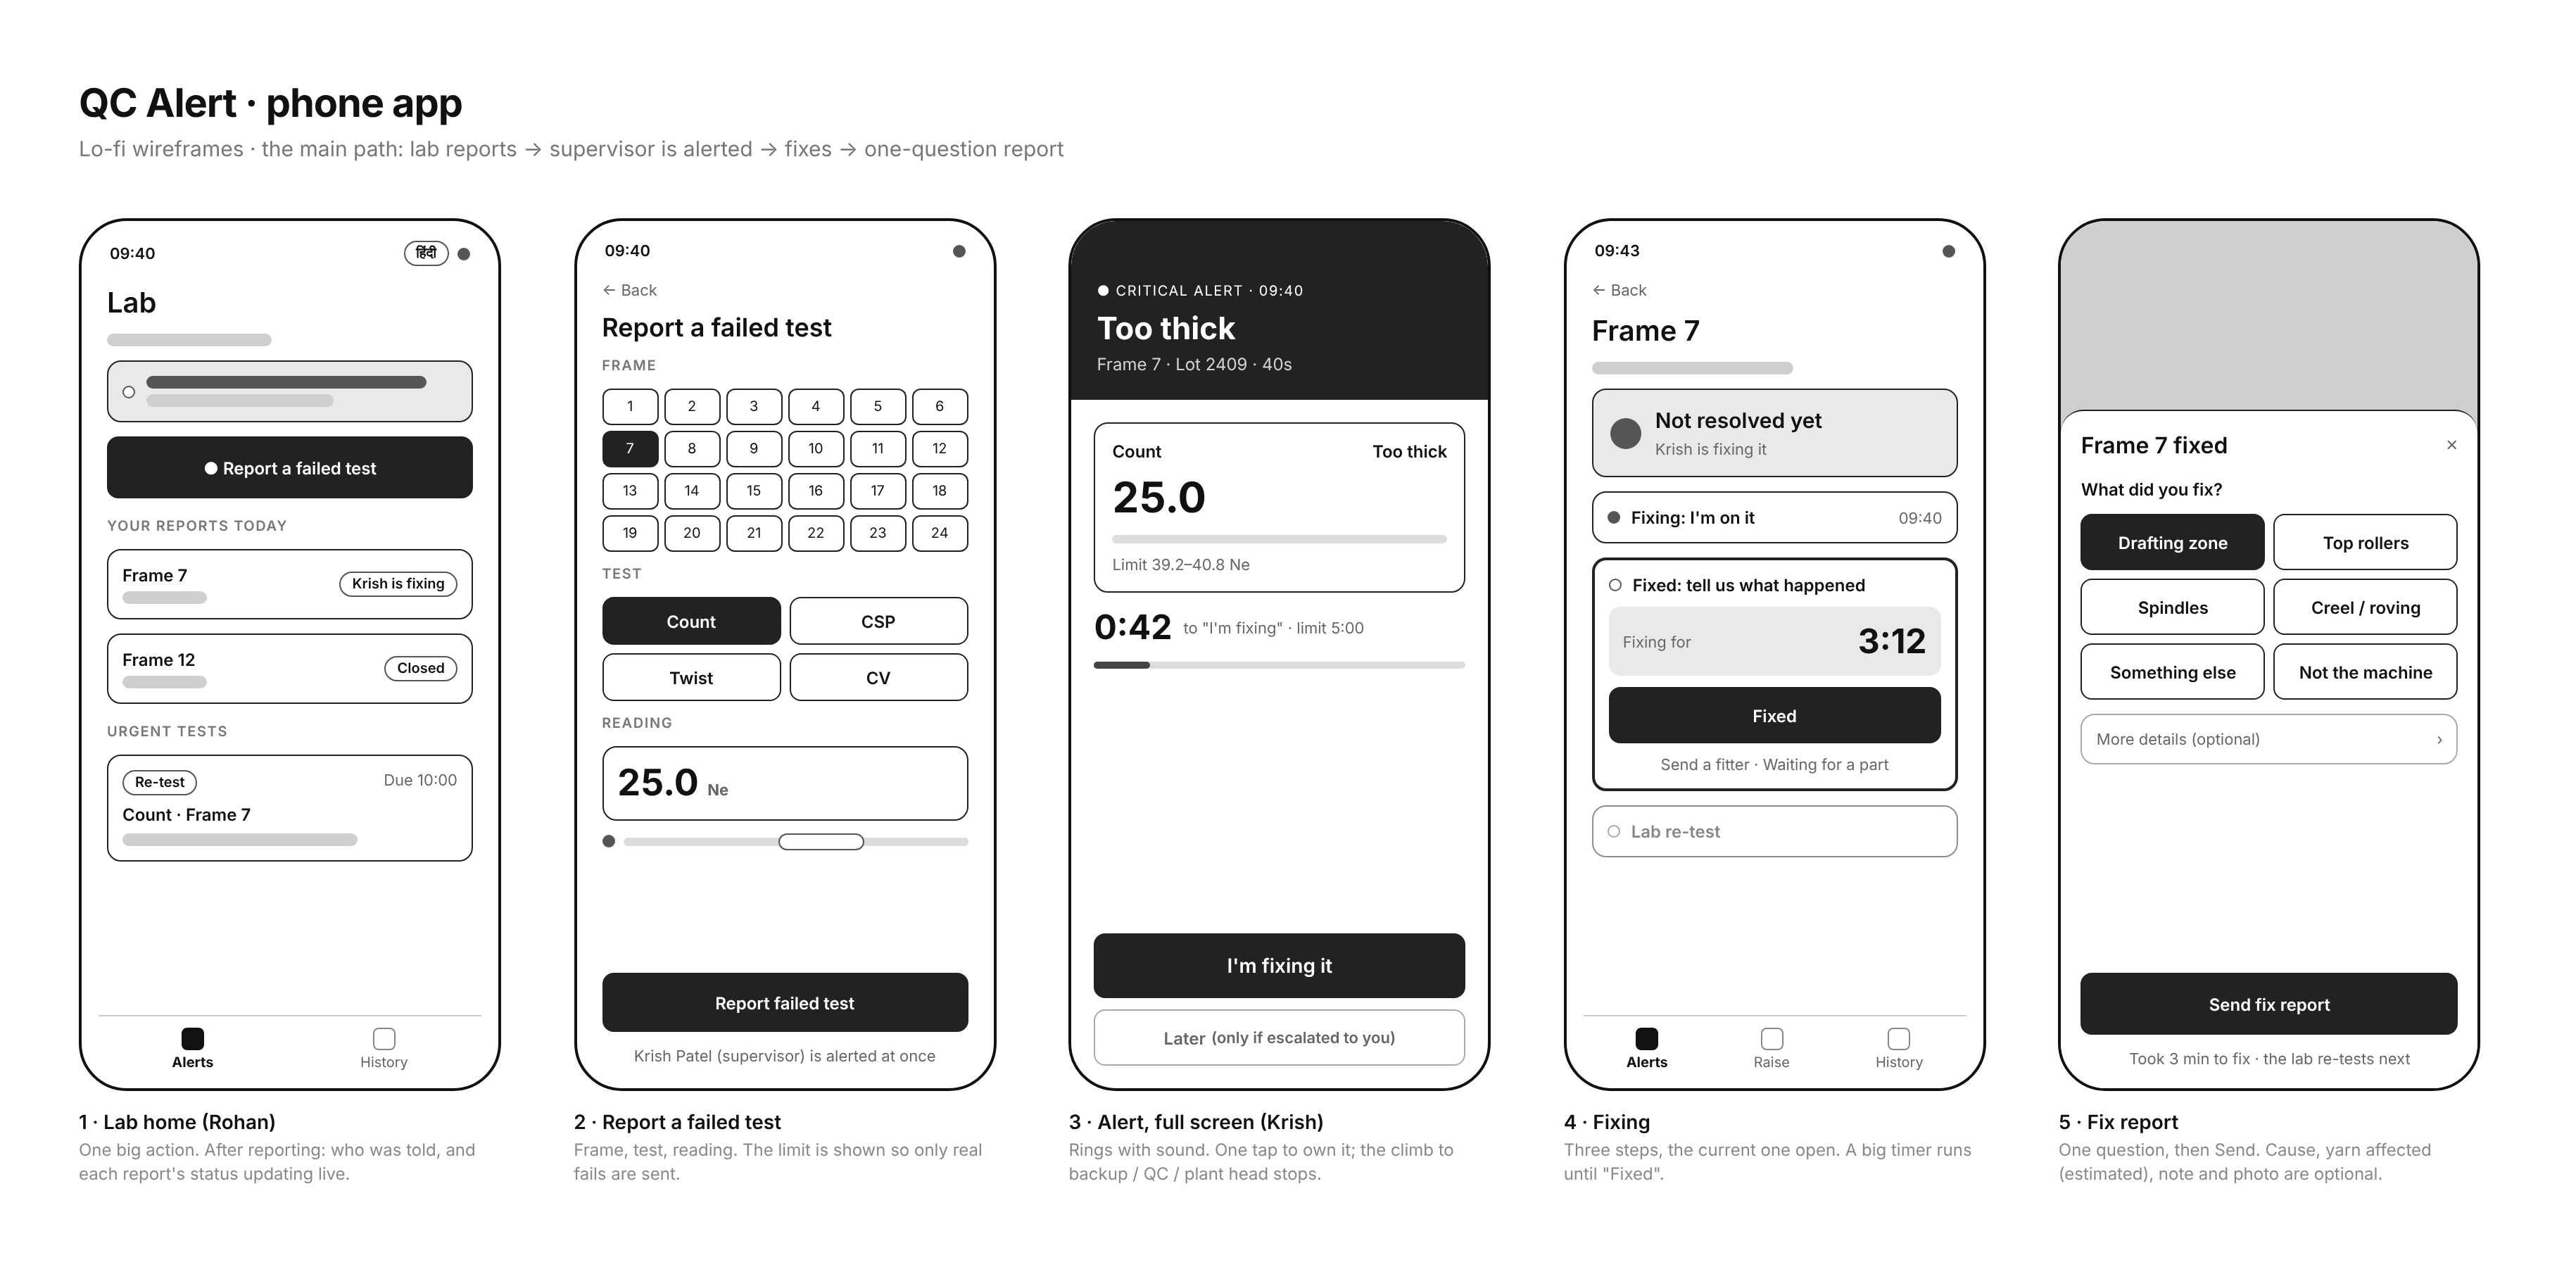 QC Alert · phone app
Lo-fi wireframes · the main path: lab reports → supervisor is alerted → fixes → one-question report
09:40
हिंदी
Lab
Report a failed test
YOUR REPORTS TODAY
Frame 7
Krish is fixing
Frame 12
Closed
URGENT TESTS
Re-test
Due 10:00
Count · Frame 7
Alerts
History
1 · Lab home (Rohan)
One big action. After reporting: who was told, and
each report's status updating live.
09:40
← Back
Report a failed test
FRAME
1 2 3 4 5 6
7 8 9 10 11 12
13 14 15 16 17 18
19 20 21 22 23 24
TEST
Count CSP
Twist CV
READING
25.0 Ne
Report failed test
Krish Patel (supervisor) is alerted at once
2 · Report a failed test
Frame, test, reading. The limit is shown so only real
fails are sent.
CRITICAL ALERT · 09:40
Too thick
Frame 7 · Lot 2409 · 40s
Count Too thick
25.0
Limit 39.2–40.8 Ne
0:42 to "I'm fixing" · limit 5:00
I'm fixing it
Later (only if escalated to you)
3 · Alert, full screen (Krish)
Rings with sound. One tap to own it; the climb to
backup / QC / plant head stops.
09:43
← Back
Frame 7
Not resolved yet
Krish is fixing it
Fixing: I'm on it 09:40
Fixed: tell us what happened
Fixing for 3:12
Fixed
Send a fitter · Waiting for a part
Lab re-test
Alerts
Raise
History
4 · Fixing
Three steps, the current one open. A big timer runs
until "Fixed".
Frame 7 fixed ×
What did you fix?
Drafting zone Top rollers
Spindles Creel / roving
Something else Not the machine
More details (optional) ›
Send fix report
Took 3 min to fix · the lab re-tests next
5 · Fix report
One question, then Send. Cause, yarn affected
(estimated), note and photo are optional.